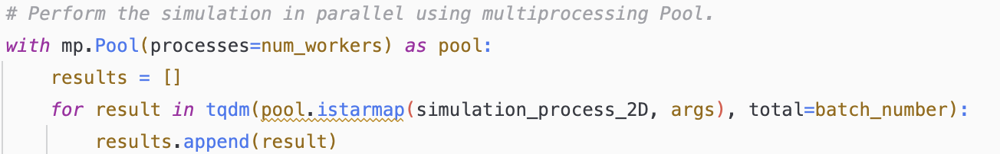 # Perform the simulation in parallel using multiprocessing Pool.
with mp.Pool(processes=num_workers) as pool:
    results = []
    for result in tqdm(pool.istarmap(simulation_process_2D, args), total=batch_number):
        results.append(result)